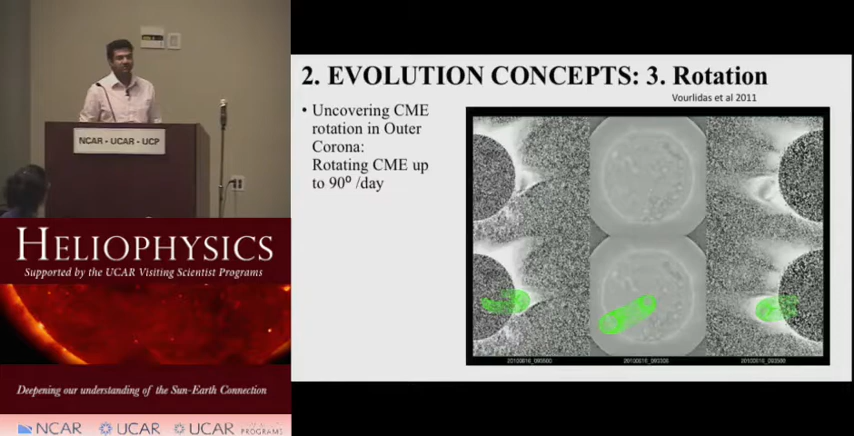 2. EVOLUTION CONCEPTS: 3. Rotation
Vourlidas et al 2011
• Uncovering CME
rotation in Outer
Corona:
Rotating CME up
to 90⁰ /day
NCAR - UCAR - UCP
HELIOPHYSICS
Supported by the UCAR Visiting Scientist Programs
Deepening our understanding of the Sun-Earth Connection
NCAR
UCAR
UCAR
PROGRAMS